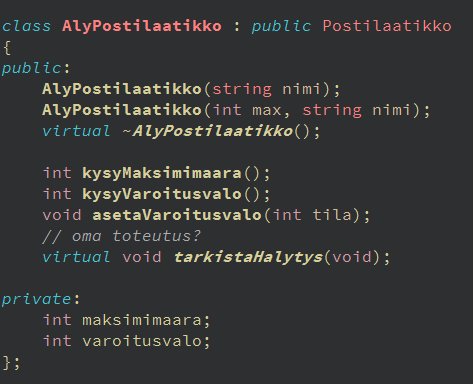 class AlyPostilaatikko : public Postilaatikko
{
public:
    AlyPostilaatikko(string nimi);
    AlyPostilaatikko(int max, string nimi);
    virtual ~AlyPostilaatikko();

    int kysyMaksimimaara();
    int kysyVaroitusvalo();
    void asetaVaroitusvalo(int tila);
    // oma toteutus?
    virtual void tarkistaHalytys(void);

private:
    int maksimimaara;
    int varoitusvalo;
};